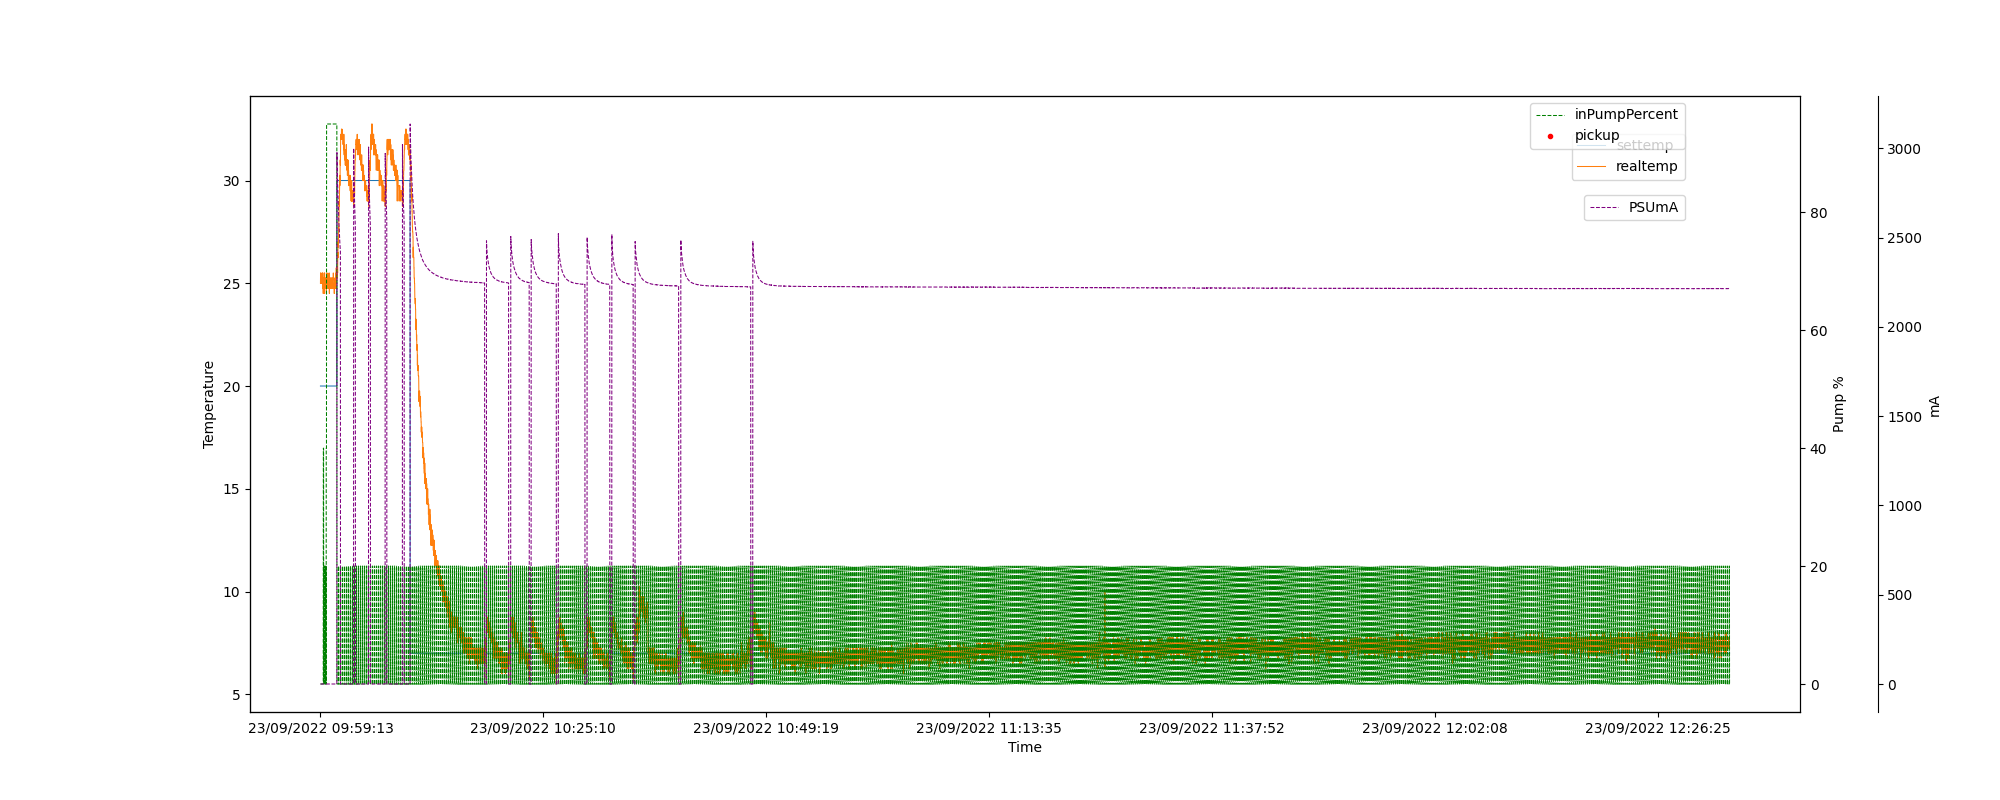 inPumpPercent
pickup
settemp
realtemp
PSUmA
30
25
20
15
10
5
Temperature
80
60
40
20
0
Pump %
3000
2500
2000
1500
1000
500
0
mA
23/09/2022 09:59:13
23/09/2022 10:25:10
23/09/2022 10:49:19
23/09/2022 11:13:35
23/09/2022 11:37:52
23/09/2022 12:02:08
23/09/2022 12:26:25
Time